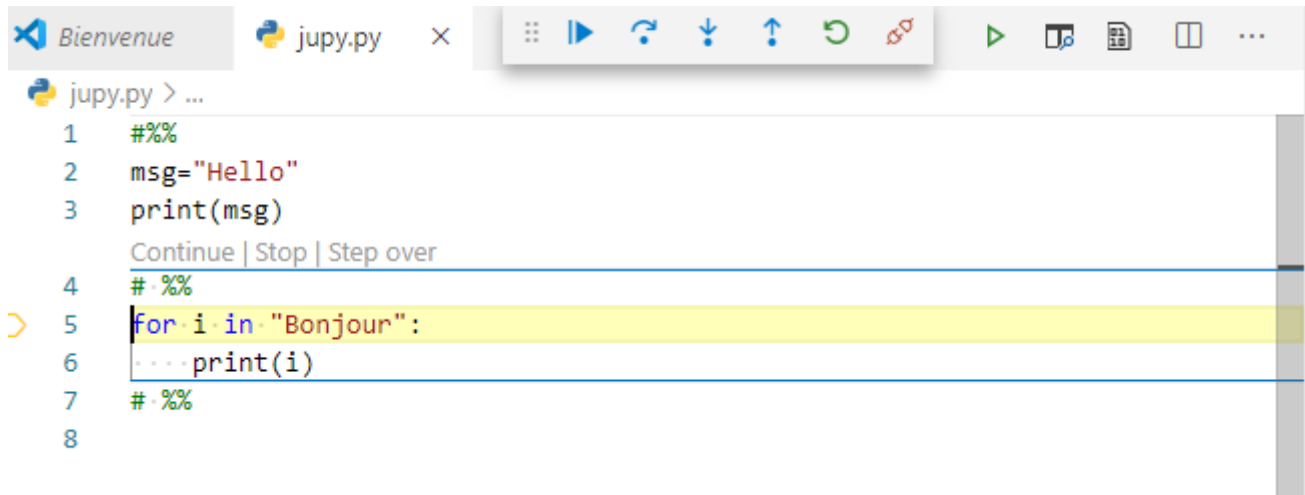 Bienvenue jupy.py
jupy.py > ...
1 #%%
2 msg="Hello"
3 print(msg)
Continue | Stop | Step over
4 # %%
5 for i in "Bonjour":
6     print(i)
7 # %%
8